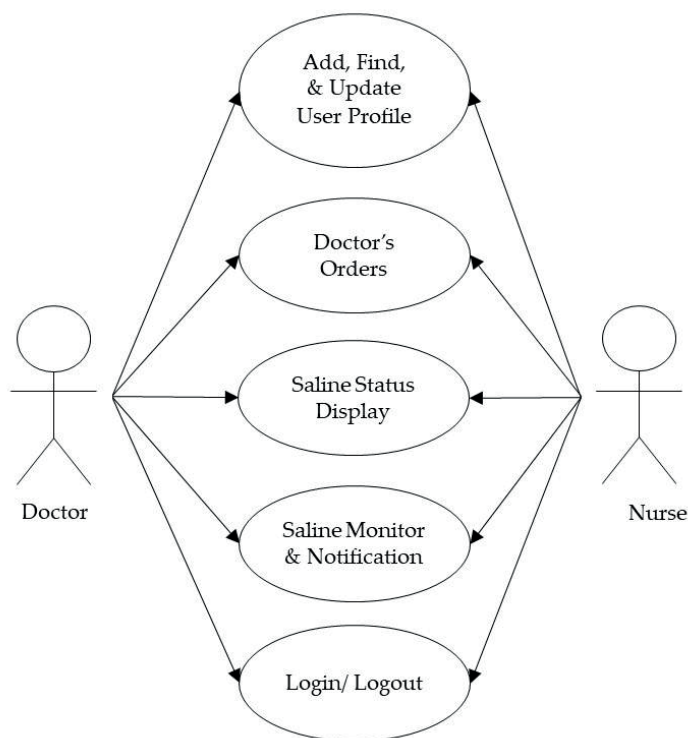 Add, Find,
& Update
User Profile
Doctor’s
Orders
Saline Status
Display
Doctor
Nurse
Saline Monitor
& Notification
Login/ Logout